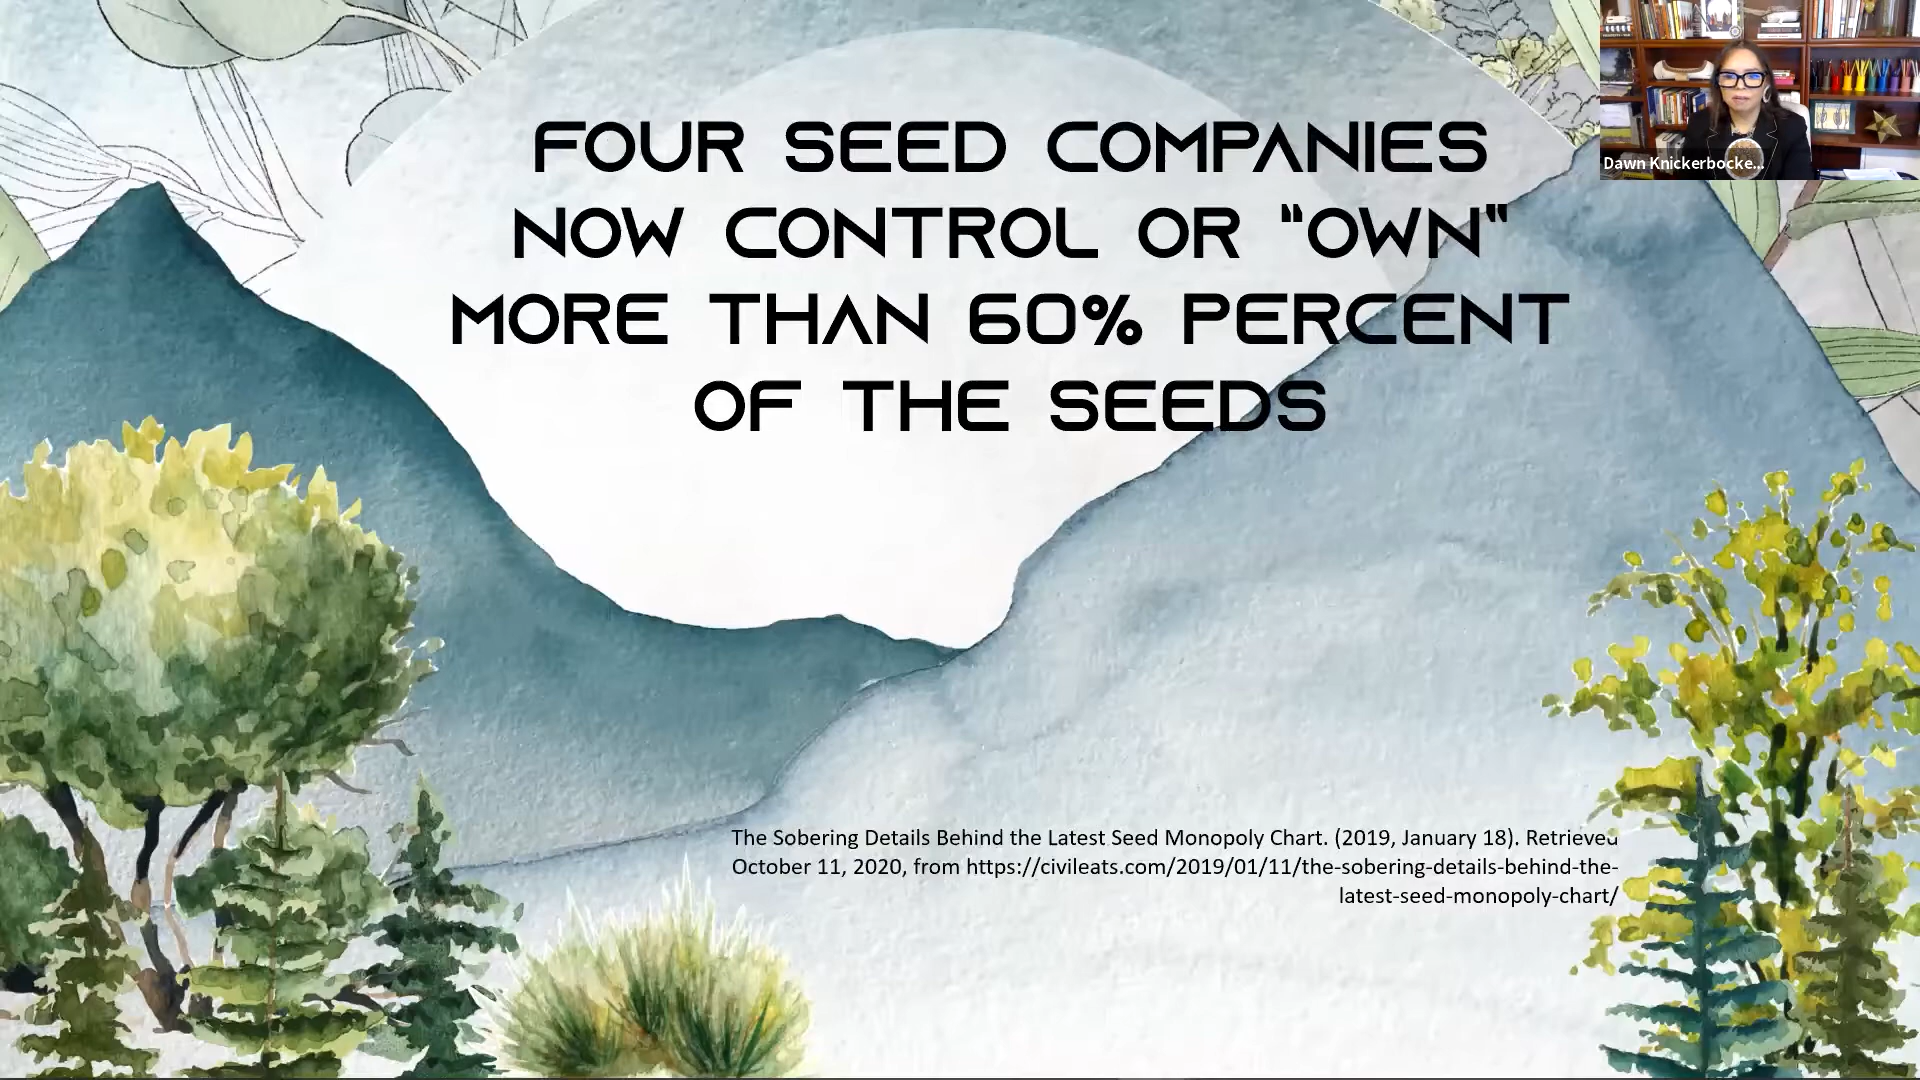 FOUR SEED COMPANIES
NOW CONTROL OR "OWN"
MORE THAN 60% PERCENT
OF THE SEEDS
Dawn Knickerbocke...
The Sobering Details Behind the Latest Seed Monopoly Chart. (2019, January 18). Retrieved
October 11, 2020, from https://civileats.com/2019/01/11/the-sobering-details-behind-the-
latest-seed-monopoly-chart/